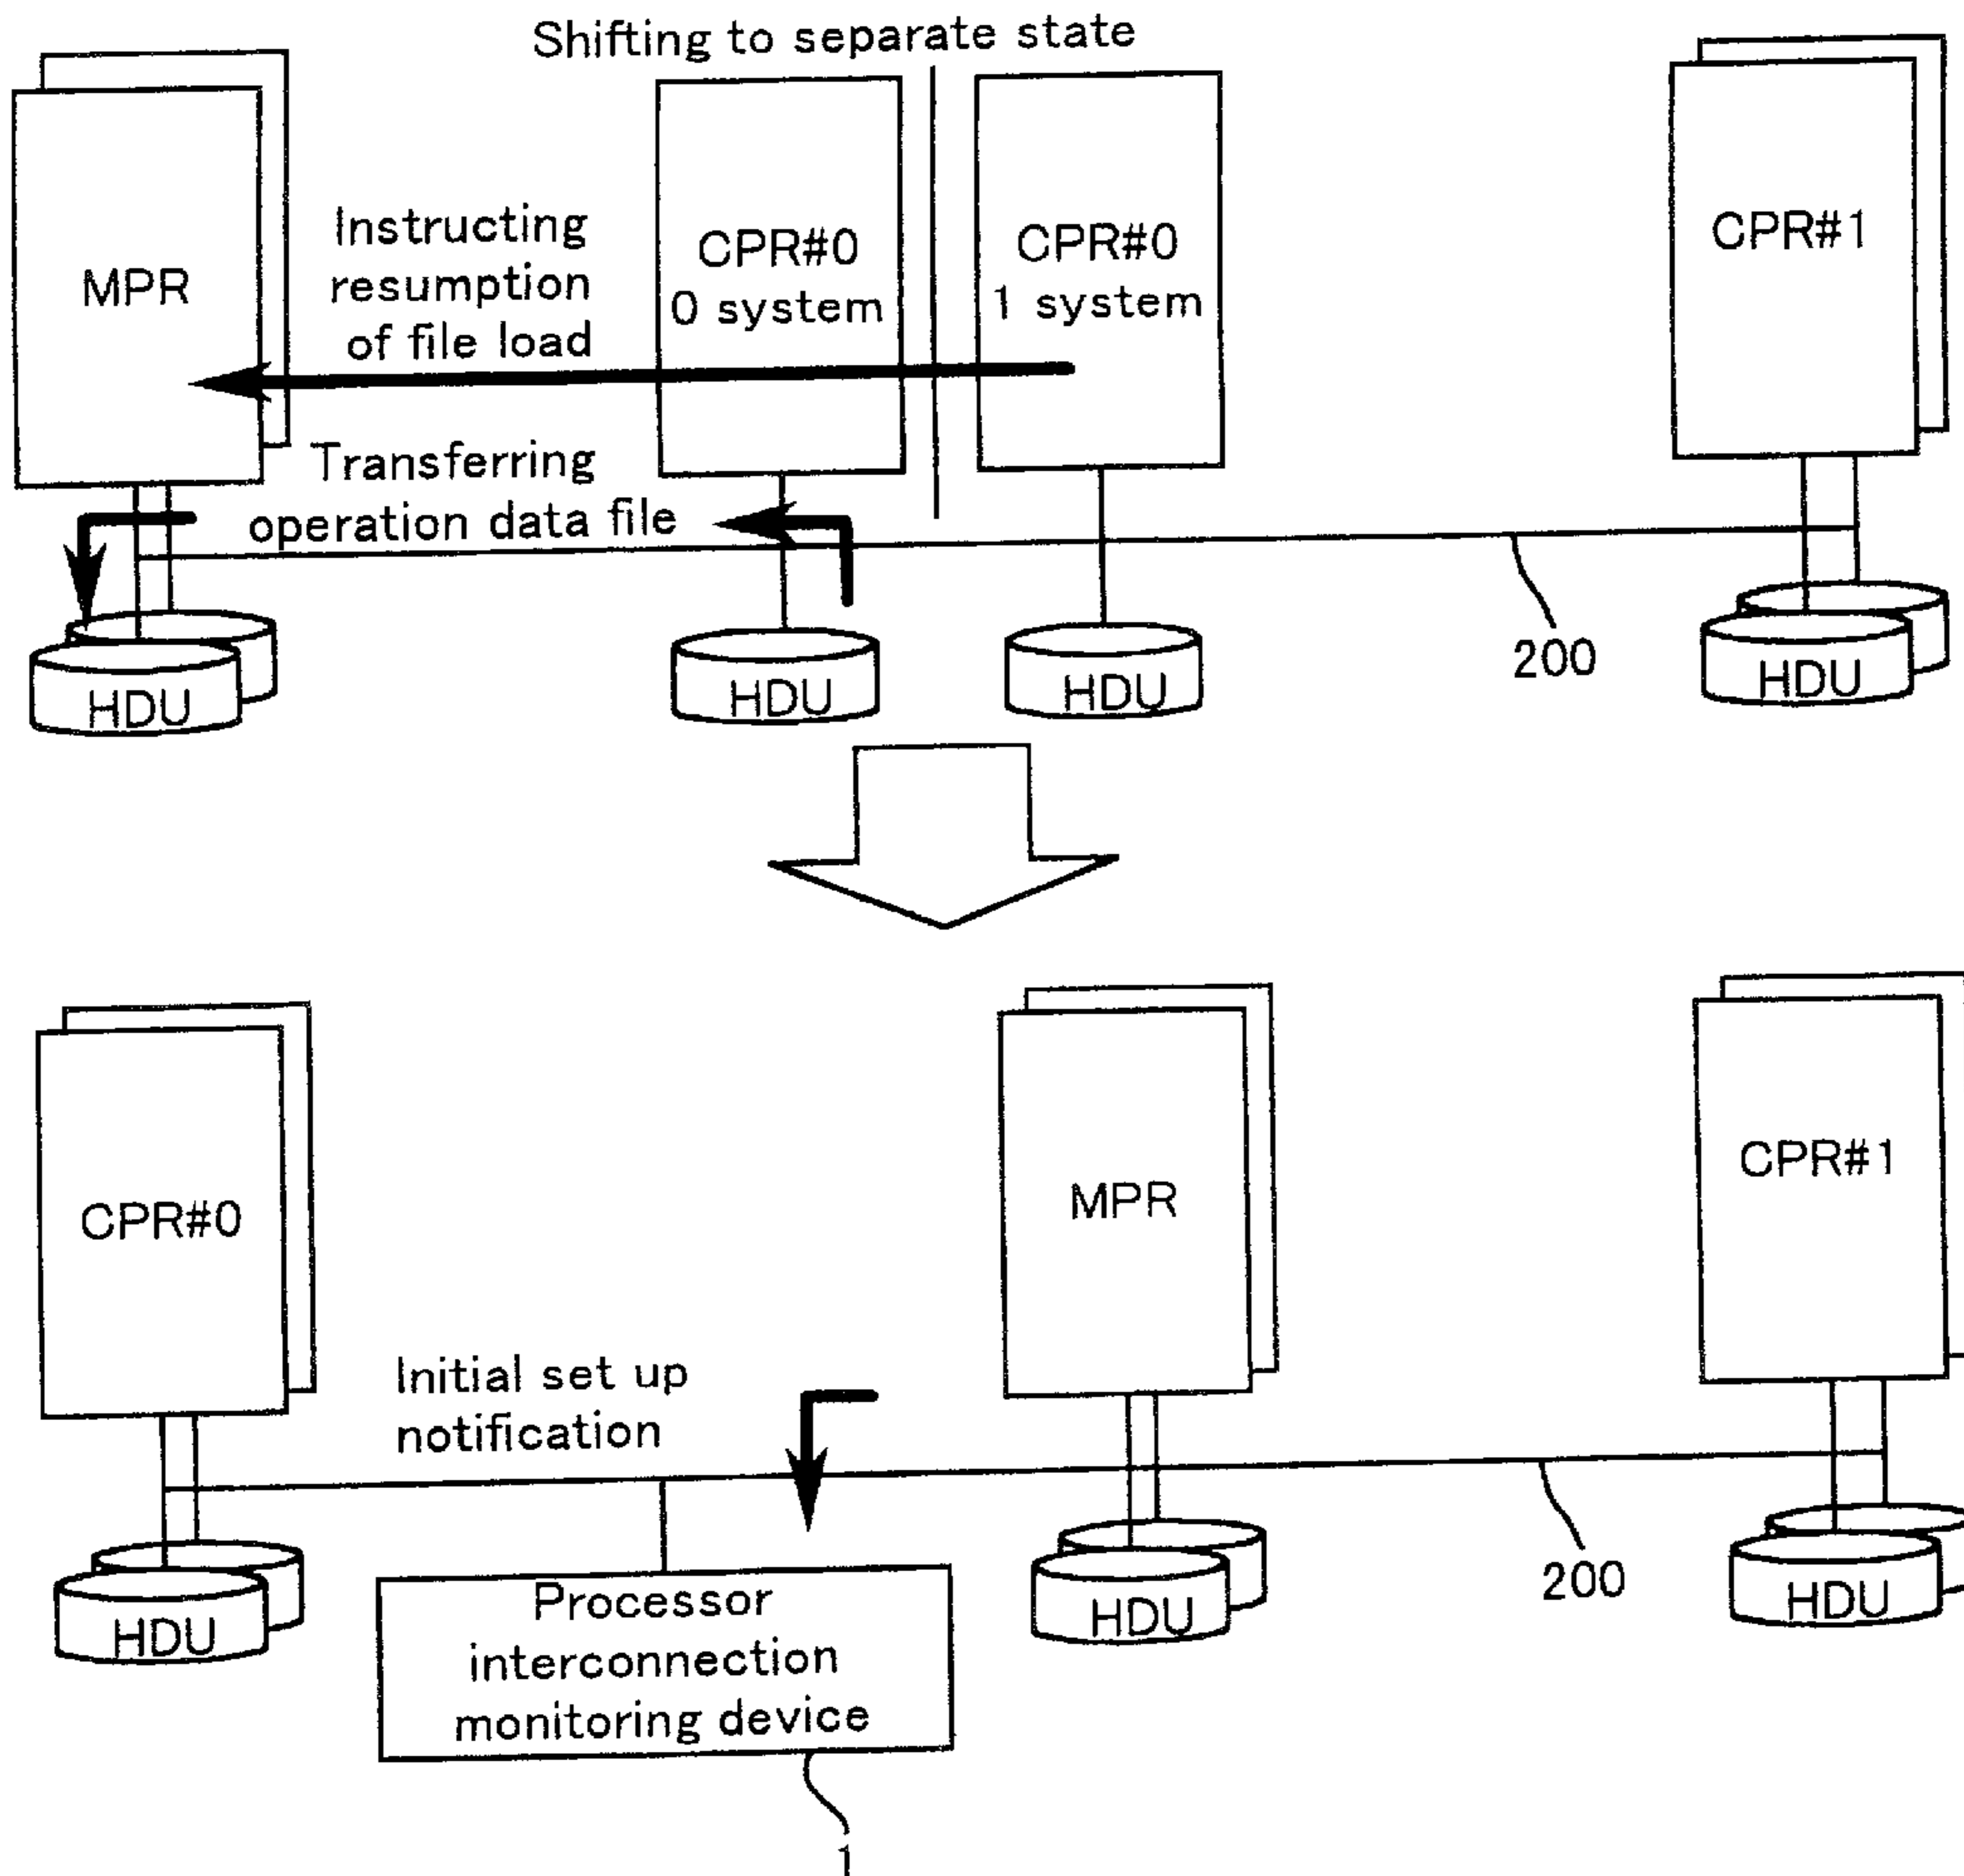 Shifting to separate state
MPR
Instructing
resumption
of file load
CPR#0
0 system
CPR#0
1 system
CPR#1
Transferring
operation data file
200
HDU
HDU
HDU
HDU
CPR#0
MPR
CPR#1
Initial set up
notification
200
HDU
Processor
interconnection
monitoring device
HDU
HDU
1